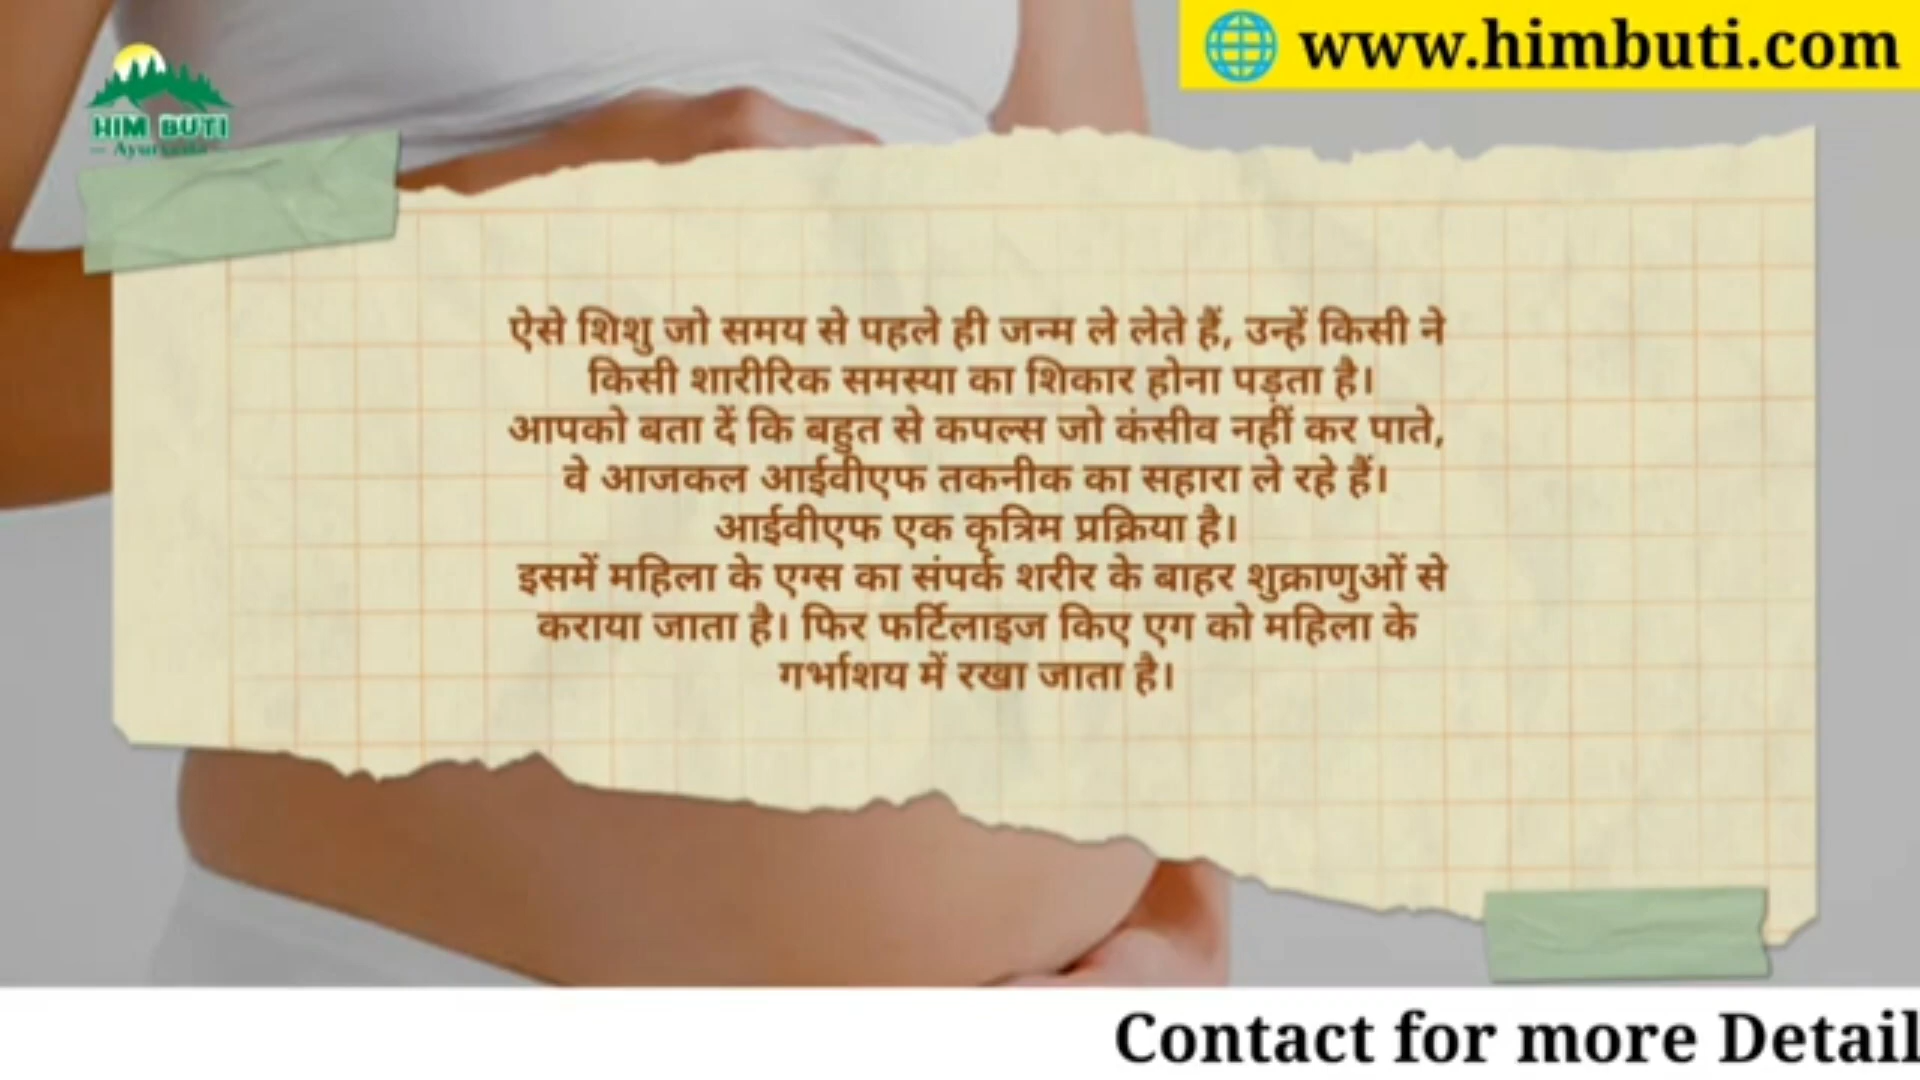 www.himbuti.com
HIM BUTI
Ayurveda
ऐसे शिशु जो समय से पहले ही जन्म ले लेते हैं, उन्हें किसी ने
किसी शारीरिक समस्या का शिकार होना पड़ता है।
आपको बता दें कि बहुत से कपल्स जो कंसीव नहीं कर पाते,
वे आजकल आईवीएफ तकनीक का सहारा ले रहे हैं।
आईवीएफ एक कृत्रिम प्रक्रिया है।
इसमें महिला के एग्स का संपर्क शरीर के बाहर शुक्राणुओं से
कराया जाता है। फिर फर्टिलाइज किए एग को महिला के
गर्भाशय में रखा जाता है।
Contact for more Detail